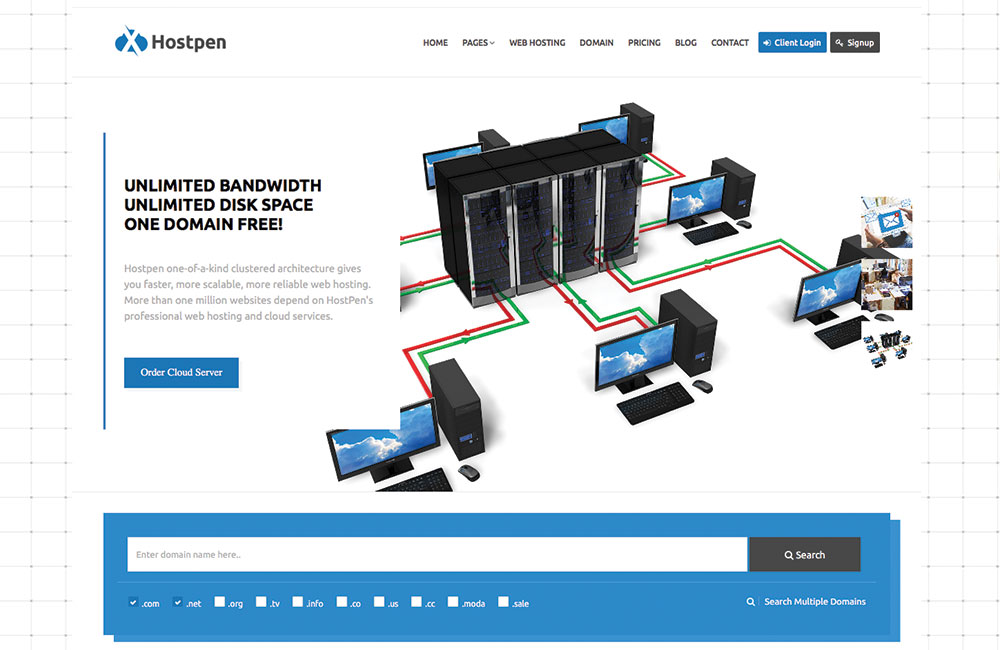 Hostpen
HOME PAGES WEB HOSTING DOMAIN PRICING BLOG CONTACT Client Login Signup
UNLIMITED BANDWIDTH
UNLIMITED DISK SPACE
ONE DOMAIN FREE!
Hostpen one-of-a-kind clustered architecture gives
you faster, more scalable, more reliable web hosting.
More than one million websites depend on HostPen's
professional web hosting and cloud services.
Order Cloud Server
Enter domain name here..
Search
.com .net .org .tv .info .co .us .cc .moda .sale
Search Multiple Domains